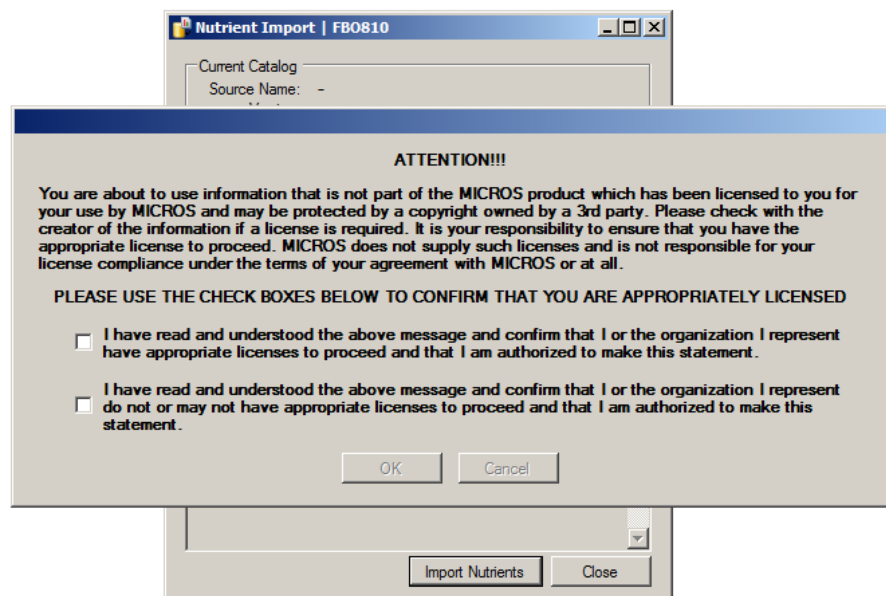 Nutrient Import | FBO810
Current Catalog
Source Name: -
ATTENTION!!!
You are about to use information that is not part of the MICROS product which has been licensed to you for
your use by MICROS and may be protected by a copyright owned by a 3rd party. Please check with the
creator of the information if a license is required. It is your responsibility to ensure that you have the
appropriate license to proceed. MICROS does not supply such licenses and is not responsible for your
license compliance under the terms of your agreement with MICROS or at all.
PLEASE USE THE CHECK BOXES BELOW TO CONFIRM THAT YOU ARE APPROPRIATELY LICENSED
I have read and understood the above message and confirm that I or the organization I represent
have appropriate licenses to proceed and that I am authorized to make this statement.
I have read and understood the above message and confirm that I or the organization I represent
do not or may not have appropriate licenses to proceed and that I am authorized to make this
statement.
OK Cancel
Import Nutrients Close